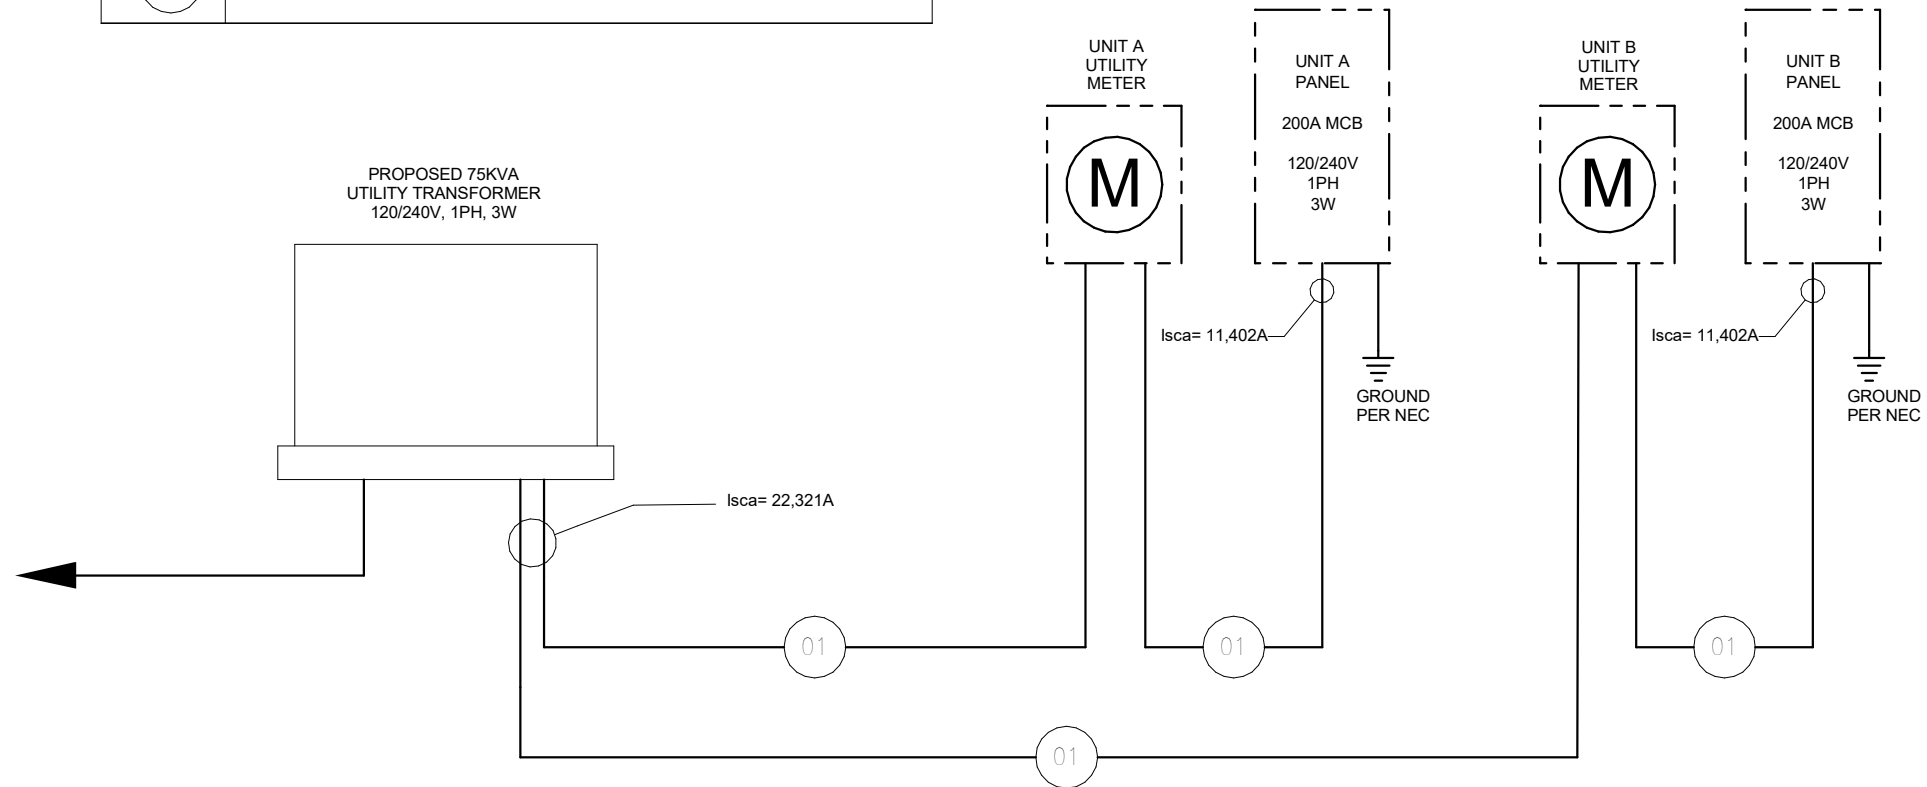 UNIT A
UTILITY
METER
UNIT A
PANEL
200A MCB
120/240V
1PH
3W
UNIT B
UTILITY
METER
UNIT B
PANEL
200A MCB
120/240V
1PH
3W
PROPOSED 75KVA
UTILITY TRANSFORMER
120/240V, 1PH, 3W
M
M
Isca= 11,402A
Isca= 11,402A
GROUND
PER NEC
GROUND
PER NEC
Isca= 22,321A
01
01
01
01